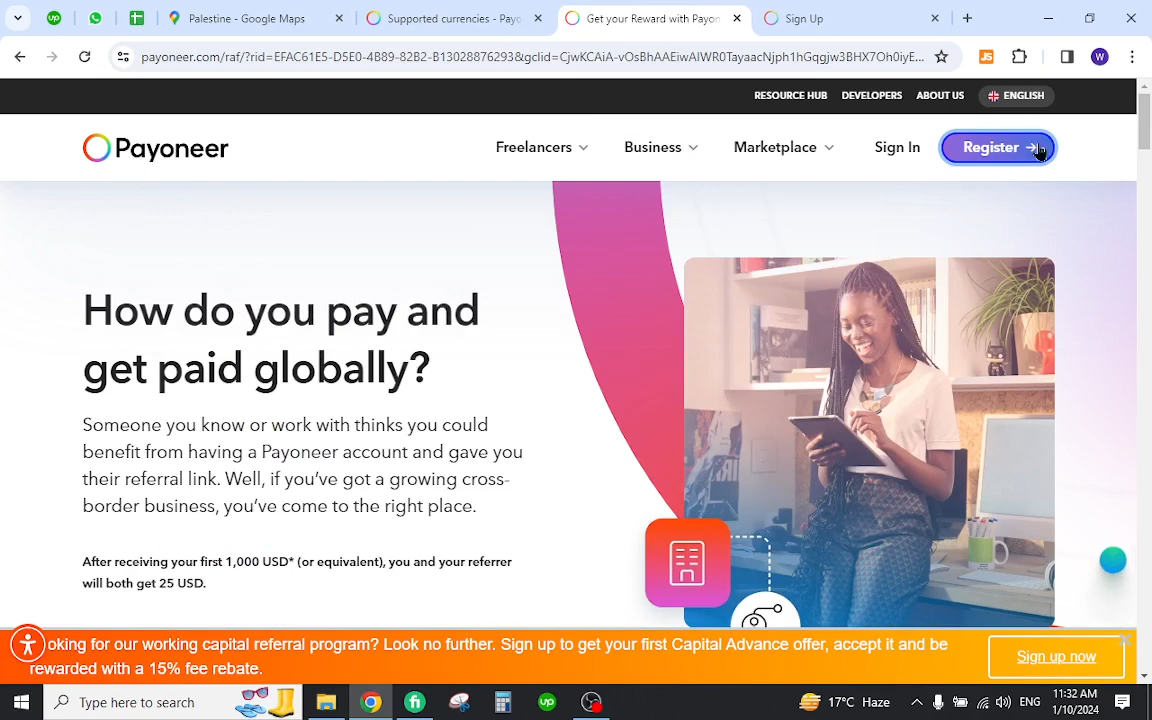 Palestine - Google Maps
Supported currencies - Payo
Get your Reward with Payon
Sign Up
payoneer.com/raf/?rid=EFAC61E5-D5E0-4B89-82B2-B13028876293&gclid=CjwKCAiA-vOsBhAAEiwAIWR0TayaacNjph1hGqgjw3BHX7Oh0iyE...
RESOURCE HUB DEVELOPERS ABOUT US ENGLISH
Payoneer
Freelancers Business Marketplace Sign In Register
How do you pay and
get paid globally?
Someone you know or work with thinks you could
benefit from having a Payoneer account and gave you
their referral link. Well, if you've got a growing cross-
border business, you've come to the right place.
After receiving your first 1,000 USD* (or equivalent), you and your referrer
will both get 25 USD.
oking for our working capital referral program? Look no further. Sign up to get your first Capital Advance offer, accept it and be
rewarded with a 15% fee rebate.
Sign up now
Type here to search
17°C Haze
ENG
11:32 AM
1/10/2024